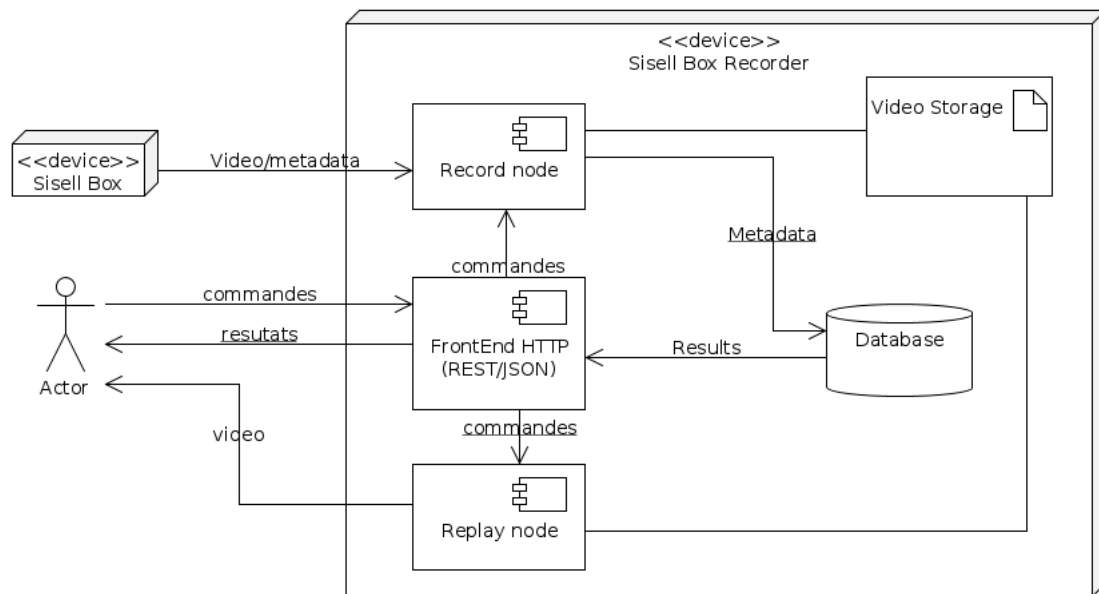 <<device>>
Sisell Box Recorder
Video Storage
<<device>>
Sisell Box
Video/metadata
Record node
Metadata
commandes
commandes
resutats
FrontEnd HTTP
(REST/JSON)
Results
Database
Actor
commandes
video
Replay node